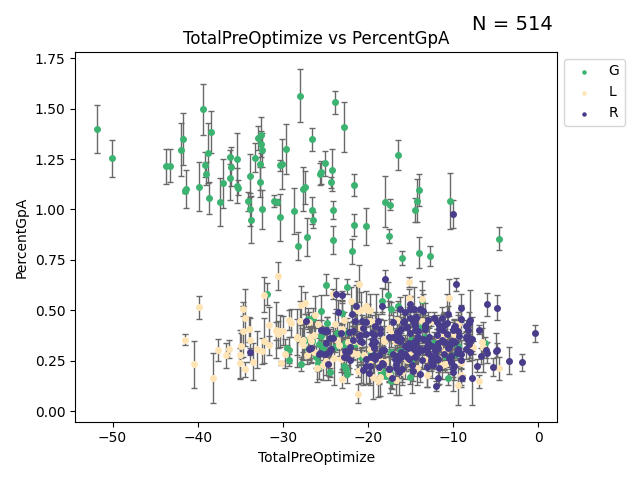 N = 514
TotalPreOptimize vs PercentGpA
G
L
R
PercentGpA
1.75
1.50
1.25
1.00
0.75
0.50
0.25
0.00
−50
−40
−30
−20
−10
0
TotalPreOptimize